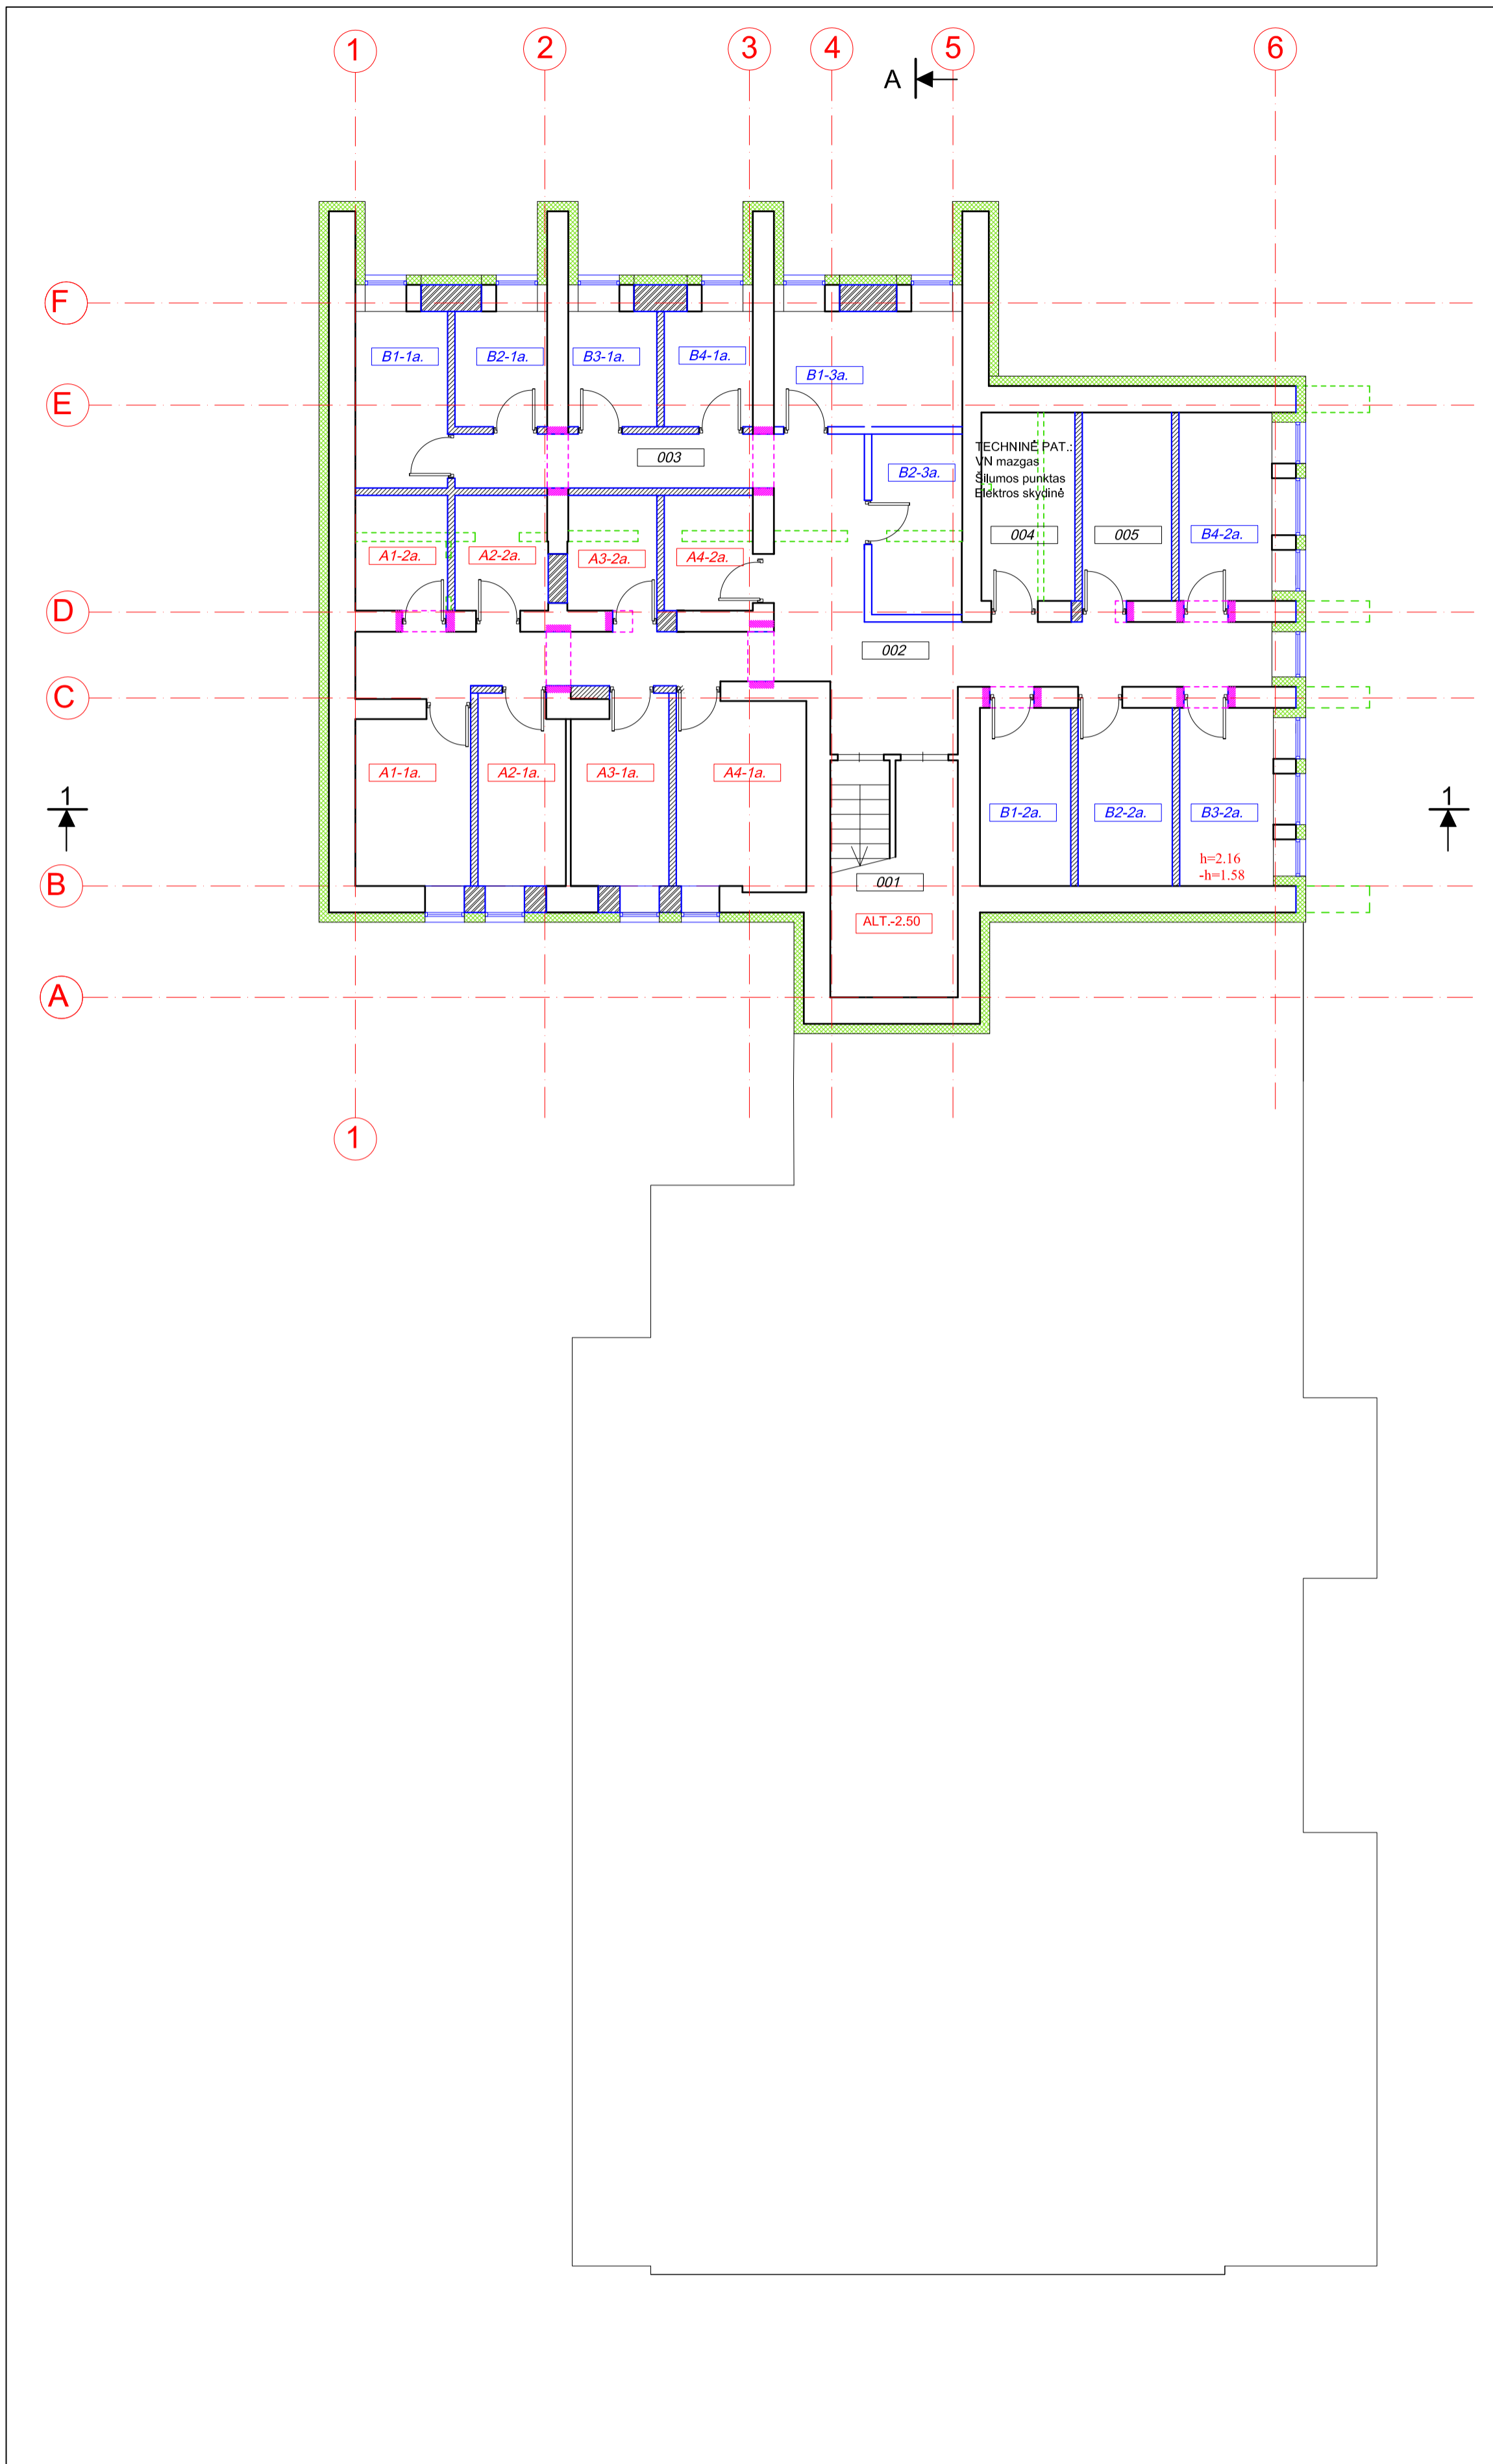 1
2
3
4
5
6
A
F
B1-1a.
B2-1a.
B3-1a.
B4-1a.
B1-3a.
E
TECHNINĖ PAT.:
VN mazgas
Šilumos punktas
Elektros skydinė
003
B2-3a.
004
005
B4-2a.
A1-2a.
A2-2a.
A3-2a.
A4-2a.
D
002
C
A1-1a.
A2-1a.
A3-1a.
A4-1a.
1
1
B1-2a.
B2-2a.
B3-2a.
h=2.16
-h=1.58
B
001
ALT.-2.50
A
1